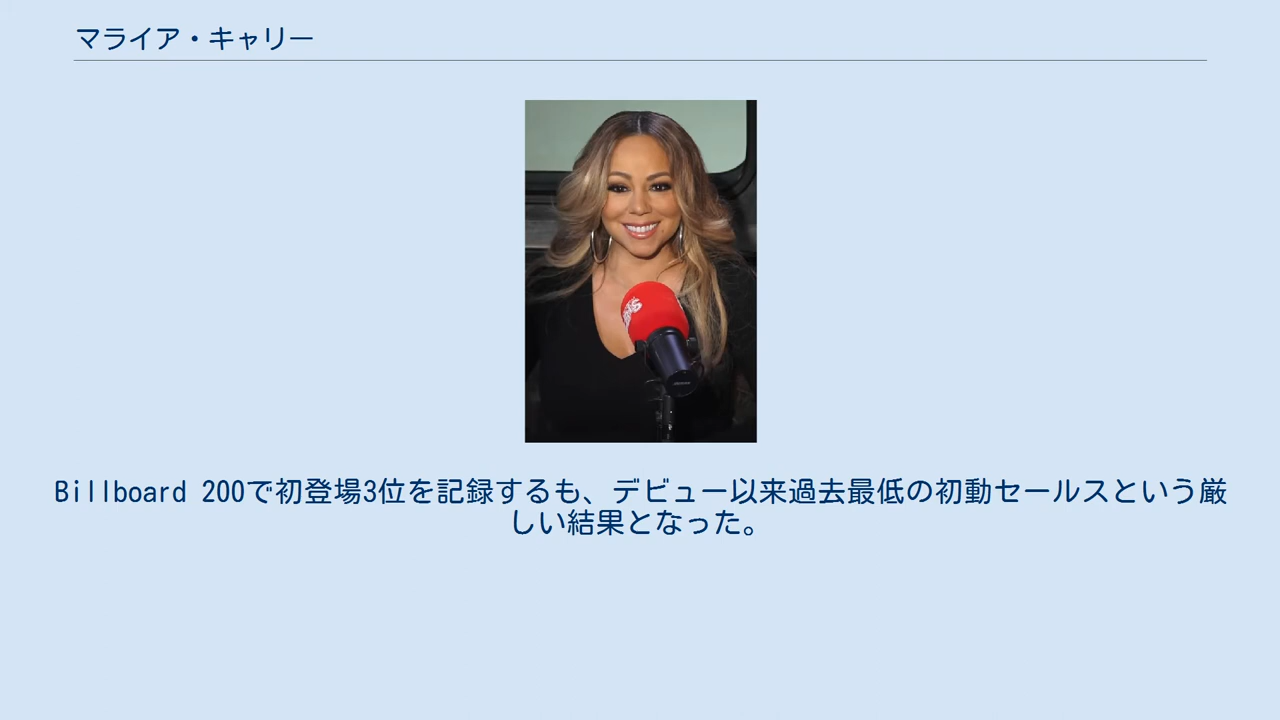 マライア・キャリー
Billboard 200で初登場3位を記録するも、デビュー以来過去最低の初動セールスという厳
しい結果となった。